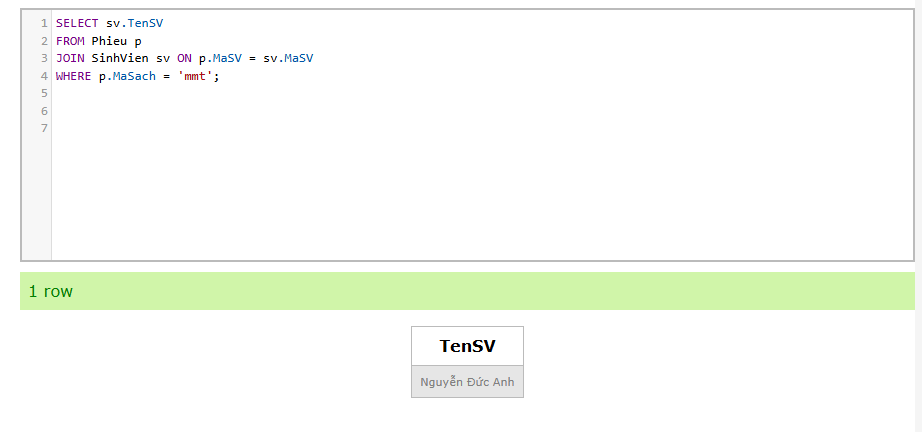 1 SELECT sv.TenSV
2 FROM Phieu p
3 JOIN SinhVien sv ON p.MaSV = sv.MaSV
4 WHERE p.MaSach = 'mmt';
5
6
7
1 row
TenSV
Nguyễn Đức Anh